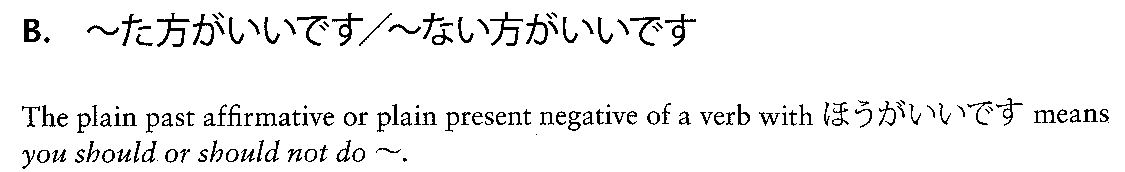 B. ～た方がいいです／～ない方がいいです
The plain past affirmative or plain present negative of a verb with ほうがいいです means
you should or should not do ～.